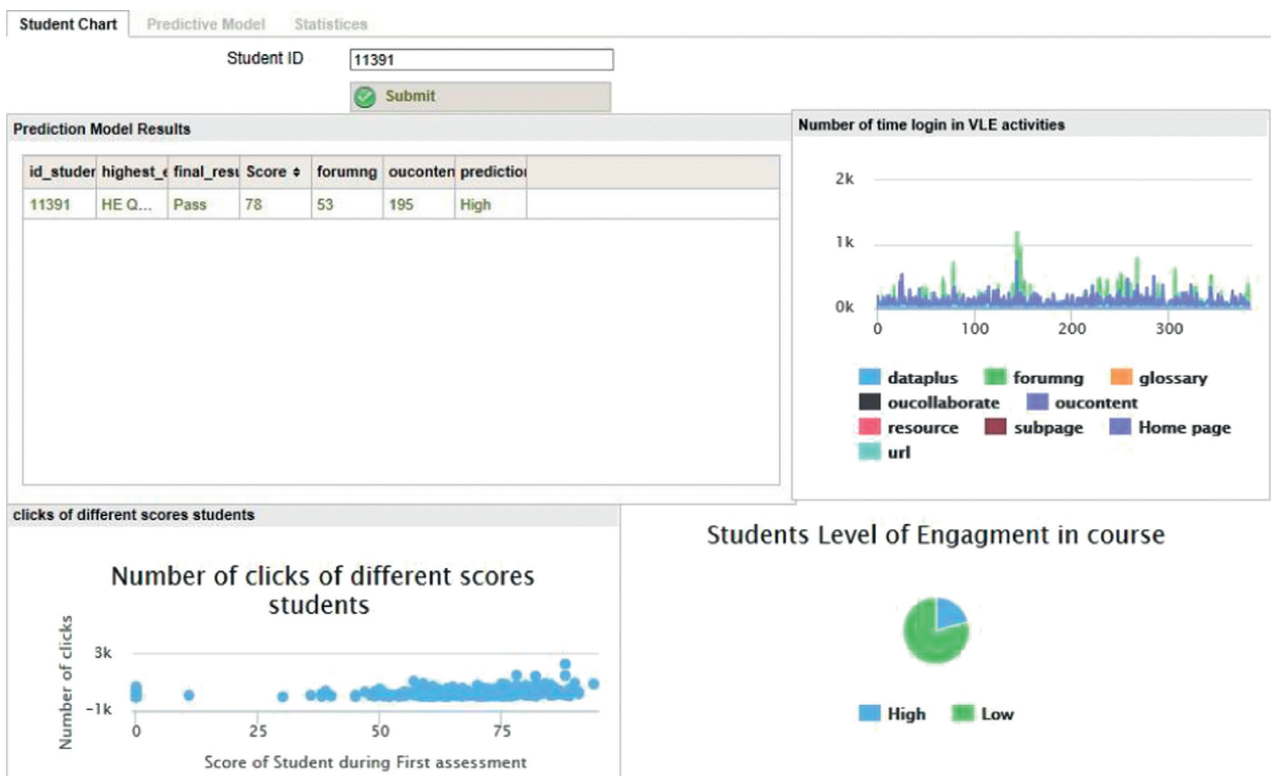 Student Chart Predictive Model Statistices
Student ID 11391
Submit
Prediction Model Results
id_studer highest_e final_resu Score forumng ouconten prediction
11391 HE Q... Pass 78 53 195 High
Number of time login in VLE activities
2k
1k
0k
0 100 200 300
dataplus forumng glossary
oucollaborate oucontent
resource subpage Home page
url
clicks of different scores students
Number of clicks of different scores
students
Number of clicks
3k
-1k
0 25 50 75
Score of Student during First assessment
Students Level of Engagment in course
High Low